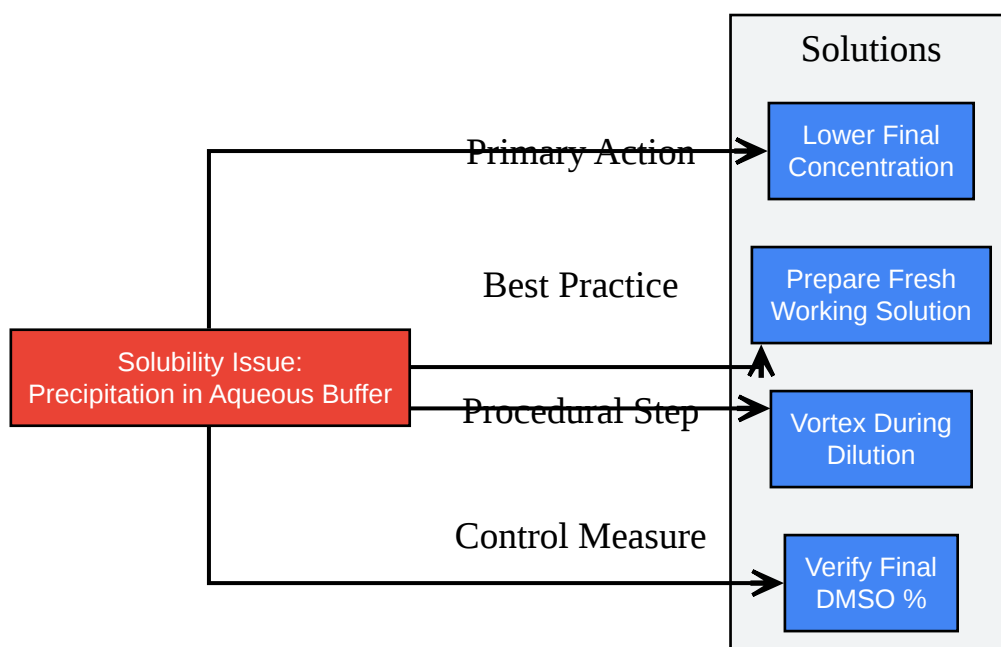 Solutions
Primary Action
Lower Final
Concentration
Best Practice
Prepare Fresh
Working Solution
Solubility Issue:
Precipitation in Aqueous Buffer
Procedural Step
Vortex During
Dilution
Control Measure
Verify Final
DMSO %